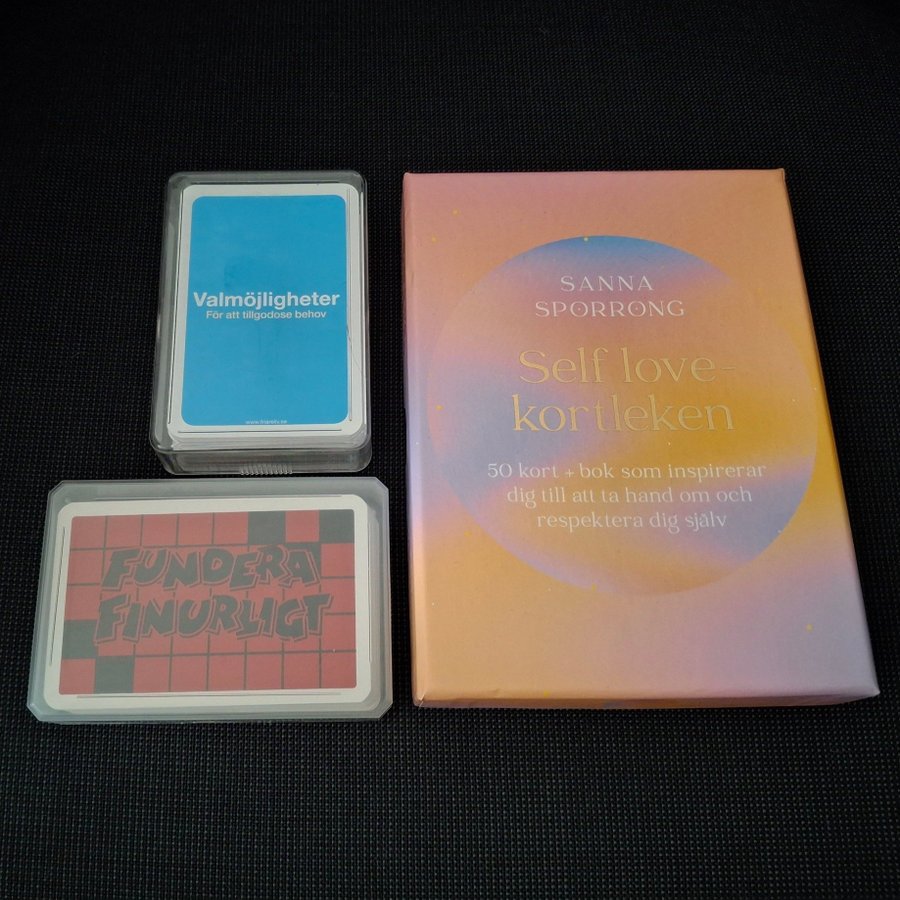 Valmöjligheter
För att tillgodose behov
FUNDERA
FINURLIGT
SANNA
SPORRONG
Self love-
kortleken
50 kort + bok som inspirerar
dig till att ta hand om och
respektera dig själv